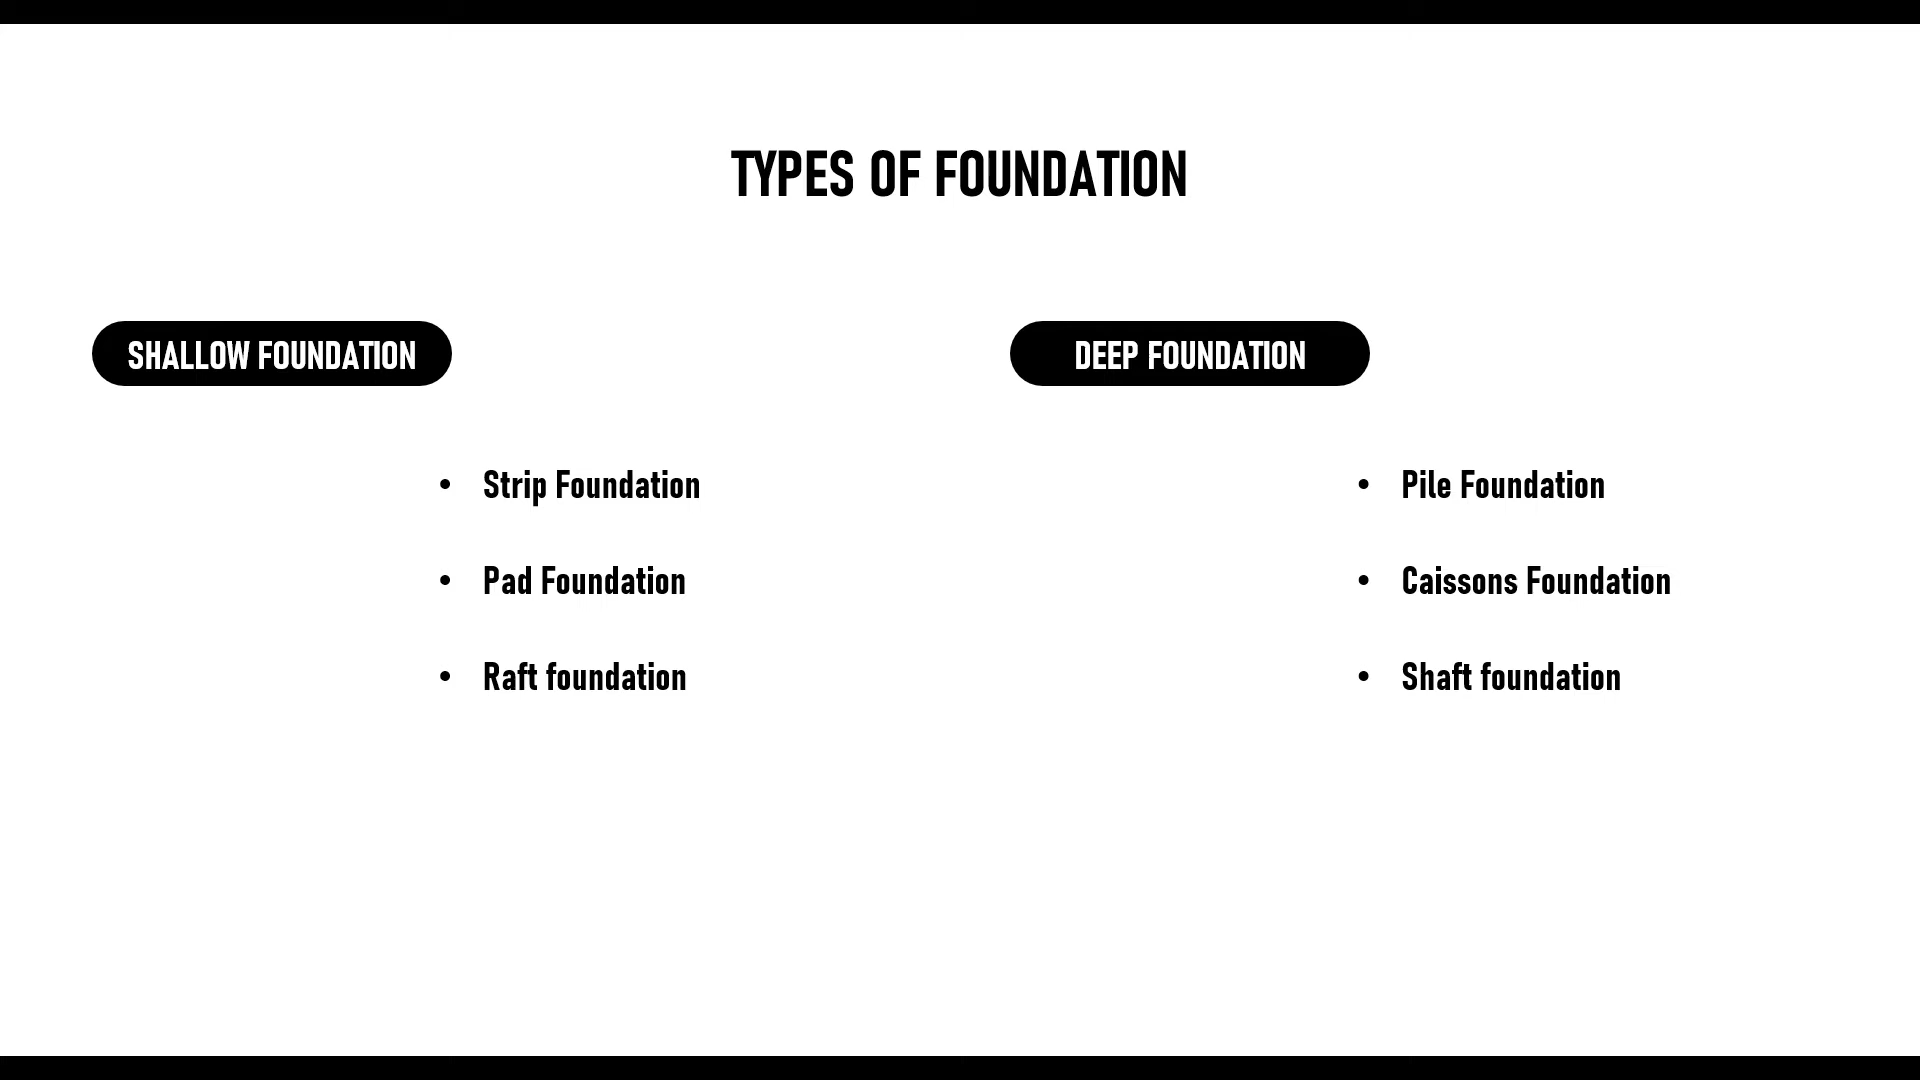 TYPES OF FOUNDATION
SHALLOW FOUNDATION
• Strip Foundation
• Pad Foundation
• Raft foundation
DEEP FOUNDATION
• Pile Foundation
• Caissons Foundation
• Shaft foundation